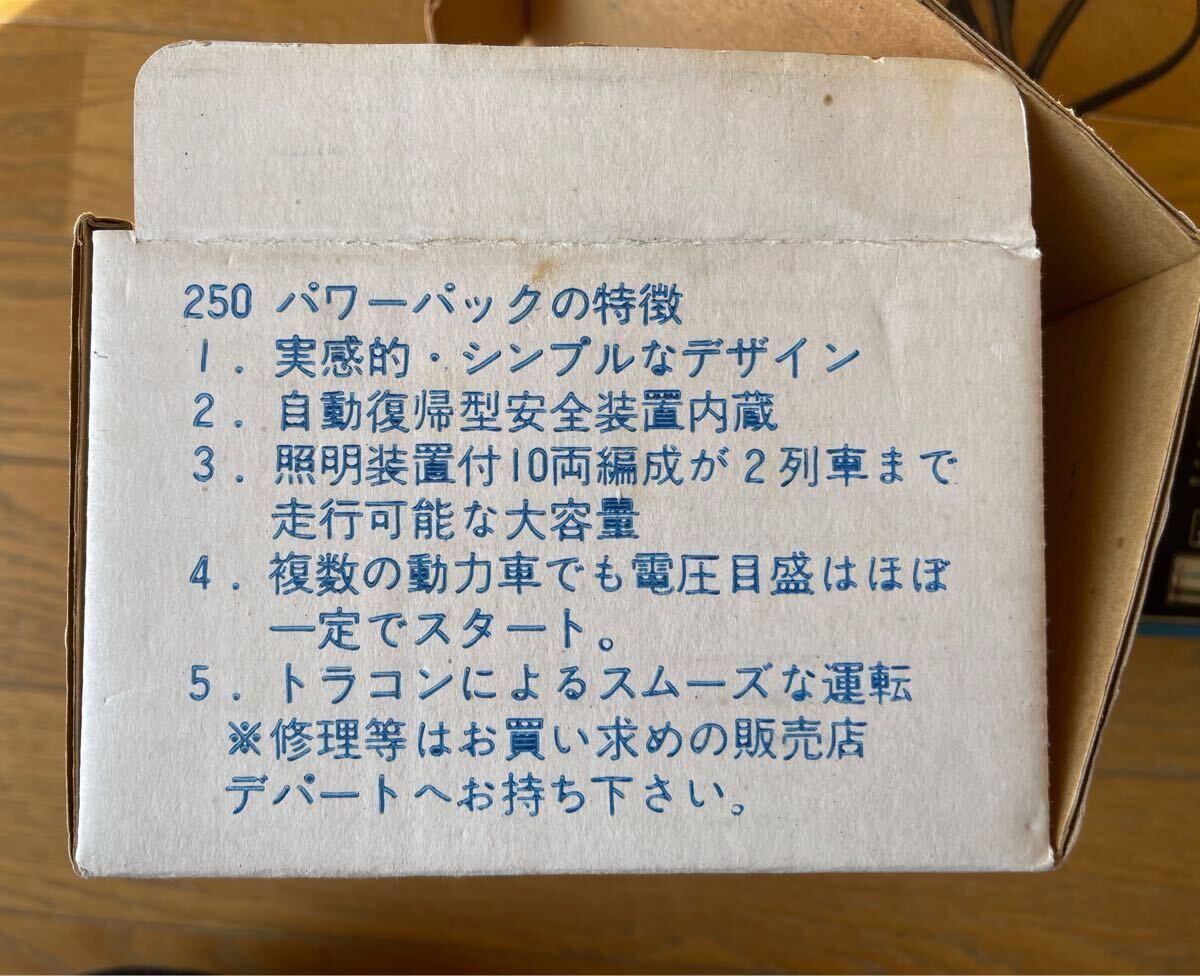 250 パワーパックの特徴
1. 実感的・シンプルなデザイン
2. 自動復帰型安全装置内蔵
3. 照明装置付10両編成が2列車まで
走行可能な大容量
4. 複数の動力車でも電圧目盛はほぼ
一定でスタート。
5. トラコンによるスムーズな運転
※修理等はお買い求めの販売店
デパートへお持ち下さい。